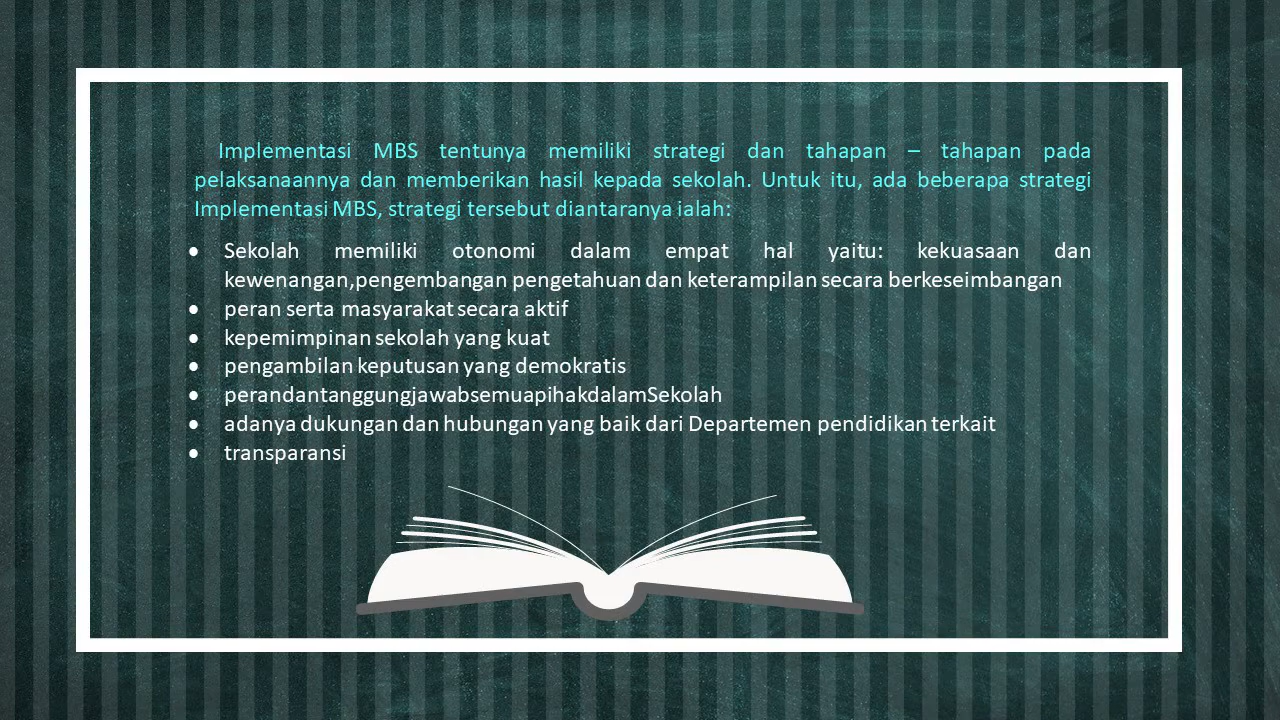 Implementasi MBS tentunya memiliki strategi dan tahapan – tahapan pada
pelaksanaannya dan memberikan hasil kepada sekolah. Untuk itu, ada beberapa strategi
Implementasi MBS, strategi tersebut diantaranya ialah:
• Sekolah memiliki otonomi dalam empat hal yaitu: kekuasaan dan
kewenangan,pengembangan pengetahuan dan keterampilan secara berkeseimbangan
• peran serta masyarakat secara aktif
• kepemimpinan sekolah yang kuat
• pengambilan keputusan yang demokratis
• perandantanggungjawabsemuapihakdalamSekolah
• adanya dukungan dan hubungan yang baik dari Departemen pendidikan terkait
• transparansi